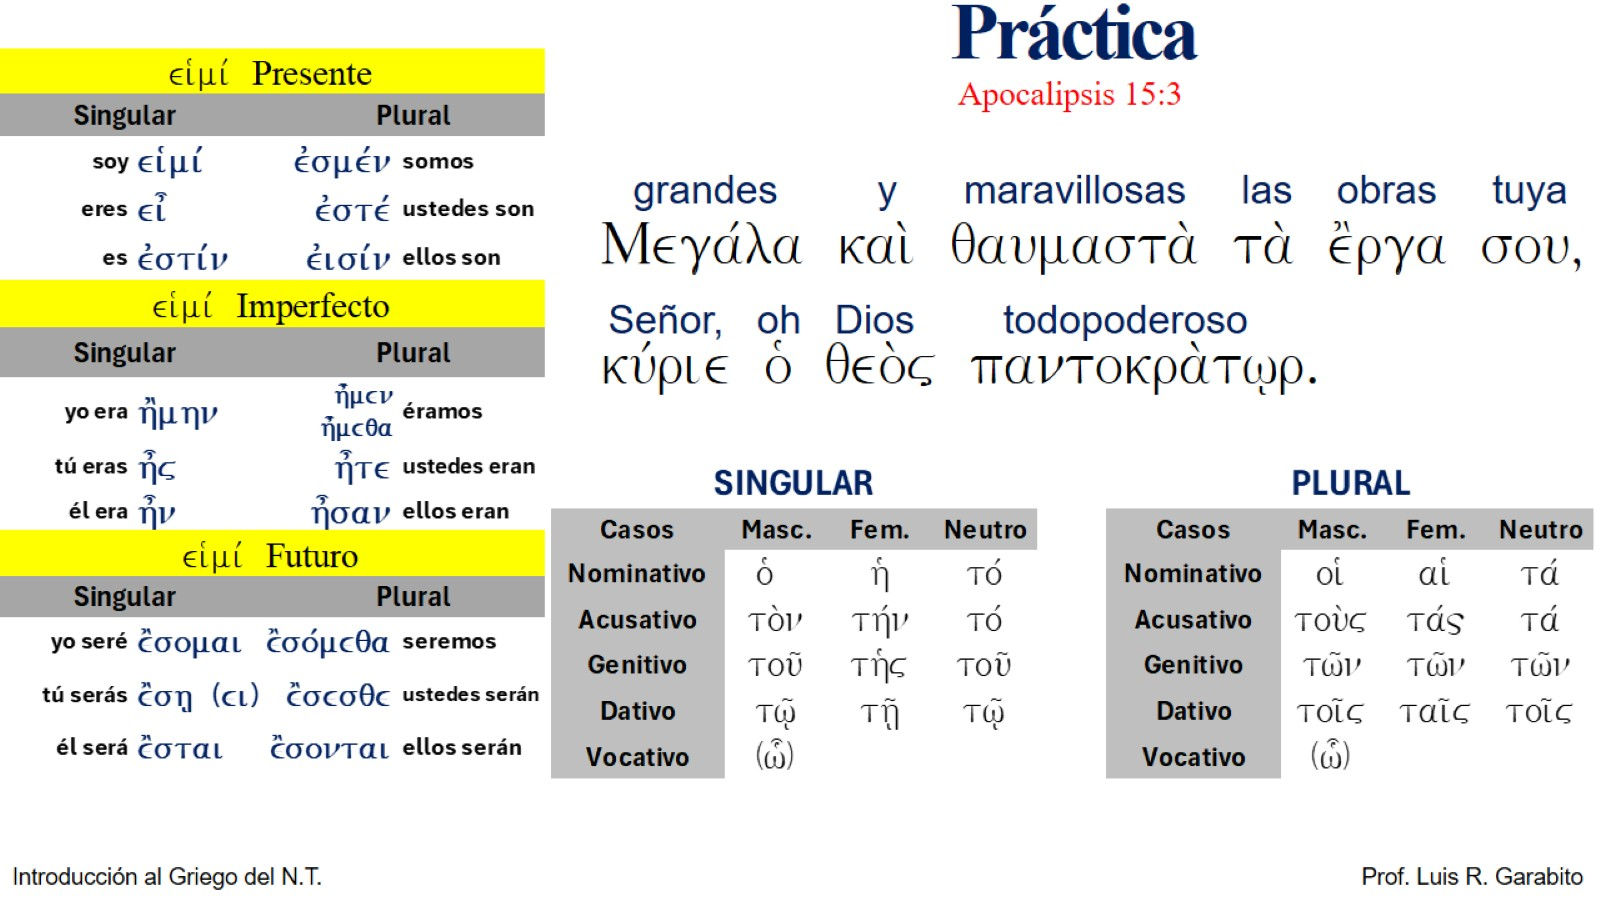 Práctica
Apocalipsis 15:3
εἰμί Presente
Singular Plural
soy εἰμί ἐσμέν somos
eres εἶ ἐστέ ustedes son
es ἐστίν ἐισίν ellos son
εἰμί Imperfecto
Singular Plural
yo era ἤμην ἦμεν éramos
ἦμεθα
tú eras ἦς ἦτε ustedes eran
él era ἦν ἦσαν ellos eran
εἰμί Futuro
Singular Plural
yo seré ἔσομαι ἔσόμεθα seremos
tú serás ἔσῃ (ει) ἔσεσθε ustedes serán
él será ἔσται ἔσονται ellos serán
grandes y maravillosas las obras tuya
Μεγάλα καὶ θαυμαστὰ τὰ ἔργα σου,
Señor, oh Dios todopoderoso
κύριε ὁ θεὸς παντοκρὰτῳρ.
SINGULAR
Casos Masc. Fem. Neutro
Nominativo ὁ ἡ τό
Acusativo τὸν τήν τό
Genitivo τοῦ τἡς τοῦ
Dativo τῷ τῇ τῷ
Vocativo (ὦ)
PLURAL
Casos Masc. Fem. Neutro
Nominativo οἱ αἱ τά
Acusativo τοὺς τάς τά
Genitivo τῶν τῶν τῶν
Dativo τοῖς ταῖς τοῖς
Vocativo (ὦ)
Introducción al Griego del N.T.
Prof. Luis R. Garabito